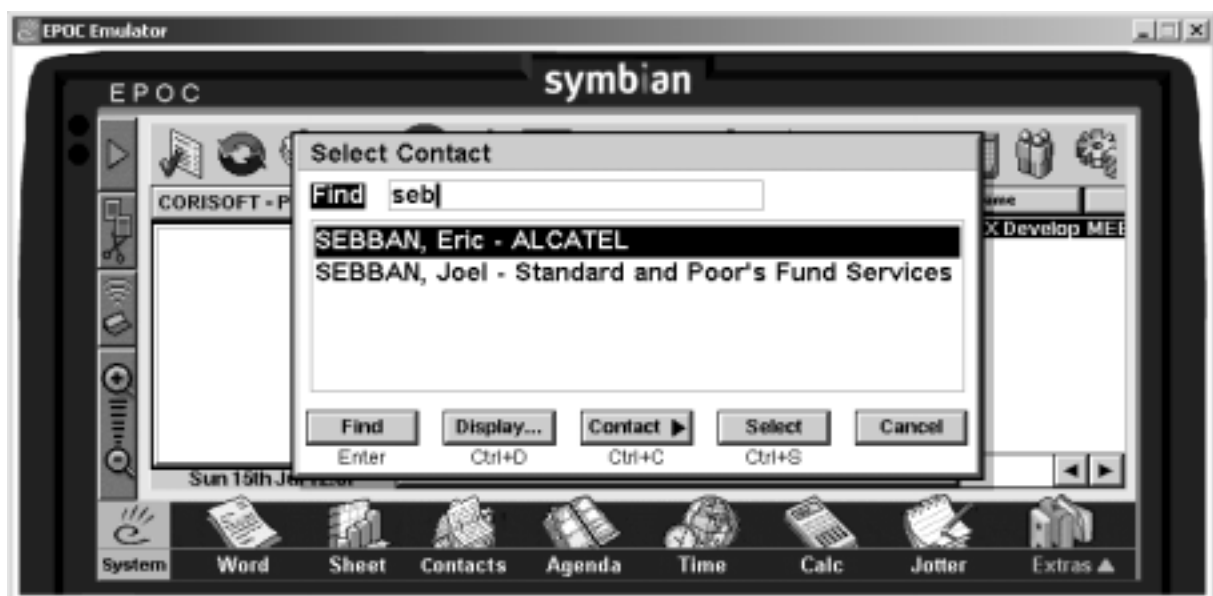 EPOC Emulator
symbian
EPOC
Select Contact
CORISOFT - P
Find seb
ame
X Develop MEE
SEBBAN, Eric - ALCATEL
SEBBAN, Joel - Standard and Poor's Fund Services
Find Display... Contact Select Cancel
Enter Ctrl+D Ctrl+C Ctrl+S
Sun 15th
System Word Sheet Contacts Agenda Time Calc Jotter Extras